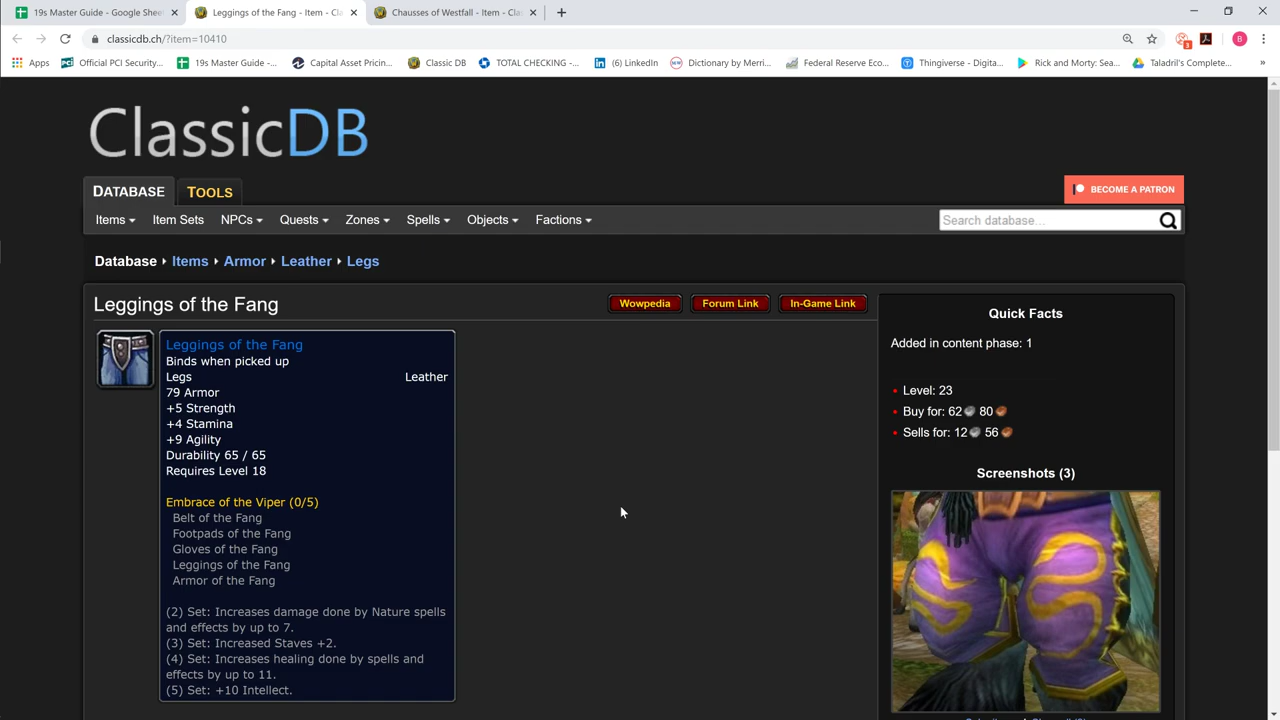 19s Master Guide - Google Shee
Leggings of the Fang - Item - Cla
Chausses of Westfall - Item - Clas
classicdb.ch/?item=10410
3
B
Apps
Official PCI Security...
19s Master Guide -...
Capital Asset Pricin...
Classic DB
TOTAL CHECKING -...
(6) LinkedIn
Dictionary by Merri...
Federal Reserve Eco...
Thingiverse - Digita...
Rick and Morty: Sea...
Taladril's Complete...
ClassicDB
DATABASE
TOOLS
BECOME A PATRON
Items
Item Sets
NPCs
Quests
Zones
Spells
Objects
Factions
Search database...
Database
Items
Armor
Leather
Legs
Leggings of the Fang
Wowpedia
Forum Link
In-Game Link
Leggings of the Fang
Binds when picked up
Legs Leather
79 Armor
+5 Strength
+4 Stamina
+9 Agility
Durability 65 / 65
Requires Level 18
Embrace of the Viper (0/5)
Belt of the Fang
Footpads of the Fang
Gloves of the Fang
Leggings of the Fang
Armor of the Fang
(2) Set: Increases damage done by Nature spells
and effects by up to 7.
(3) Set: Increased Staves +2.
(4) Set: Increases healing done by spells and
effects by up to 11.
(5) Set: +10 Intellect.
Quick Facts
Added in content phase: 1
Level: 23
Buy for: 62 80
Sells for: 12 56
Screenshots (3)